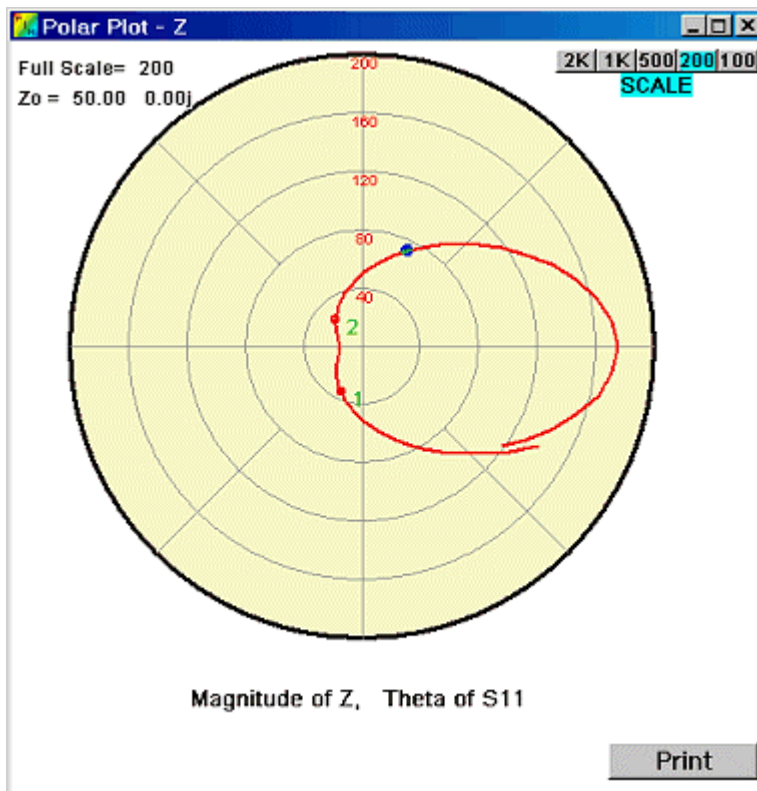 Polar Plot - Z
Full Scale= 200
Zo = 50.00 0.00j
2K 1K 500 200 100
SCALE
200
160
120
80
40
2
1
Magnitude of Z, Theta of S11
Print